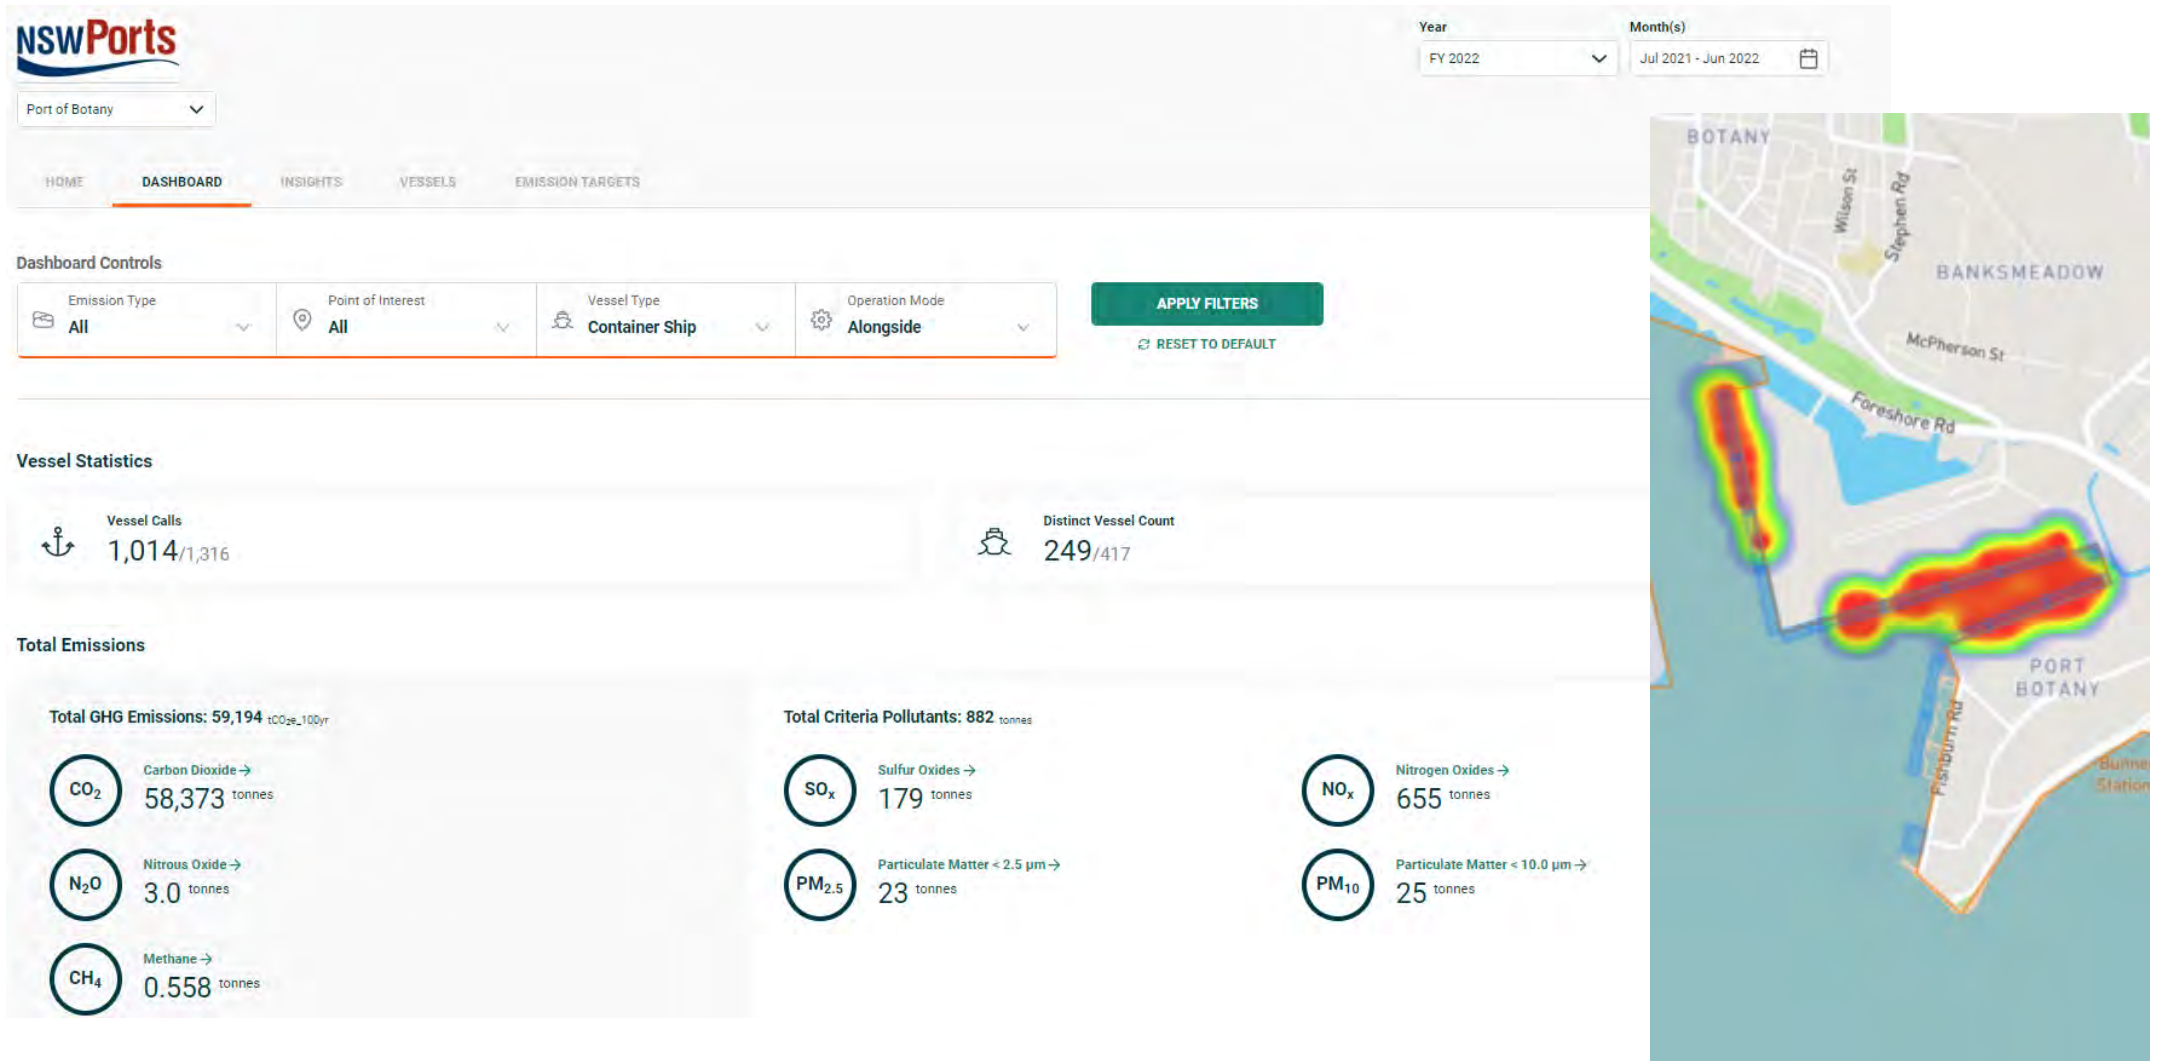 NSWPorts
Year
Month(s)
FY 2022
Jul 2021 - Jun 2022
Port of Botany
HOME
DASHBOARD
INSIGHTS
VESSELS
EMISSION TARGETS
Dashboard Controls
Emission Type
All
Point of Interest
All
Vessel Type
Container Ship
Operation Mode
Alongside
APPLY FILTERS
RESET TO DEFAULT
Vessel Statistics
Vessel Calls
1,014/1,316
Distinct Vessel Count
249/417
Total Emissions
Total GHG Emissions: 59,194 tCO₂e_100yr
CO₂
Carbon Dioxide →
58,373 tonnes
N₂O
Nitrous Oxide →
3.0 tonnes
CH₄
Methane →
0.558 tonnes
Total Criteria Pollutants: 882 tonnes
SOₓ
Sulfur Oxides →
179 tonnes
NOₓ
Nitrogen Oxides →
655 tonnes
PM₂.₅
Particulate Matter < 2.5 µm →
23 tonnes
PM₁₀
Particulate Matter < 10.0 µm →
25 tonnes
BOTANY
Wilson St
Stephen Rd
BANKSMEADOW
McPherson St
Foreshore Rd
PORT
BOTANY
Fishburn Rd
Bunne
Station